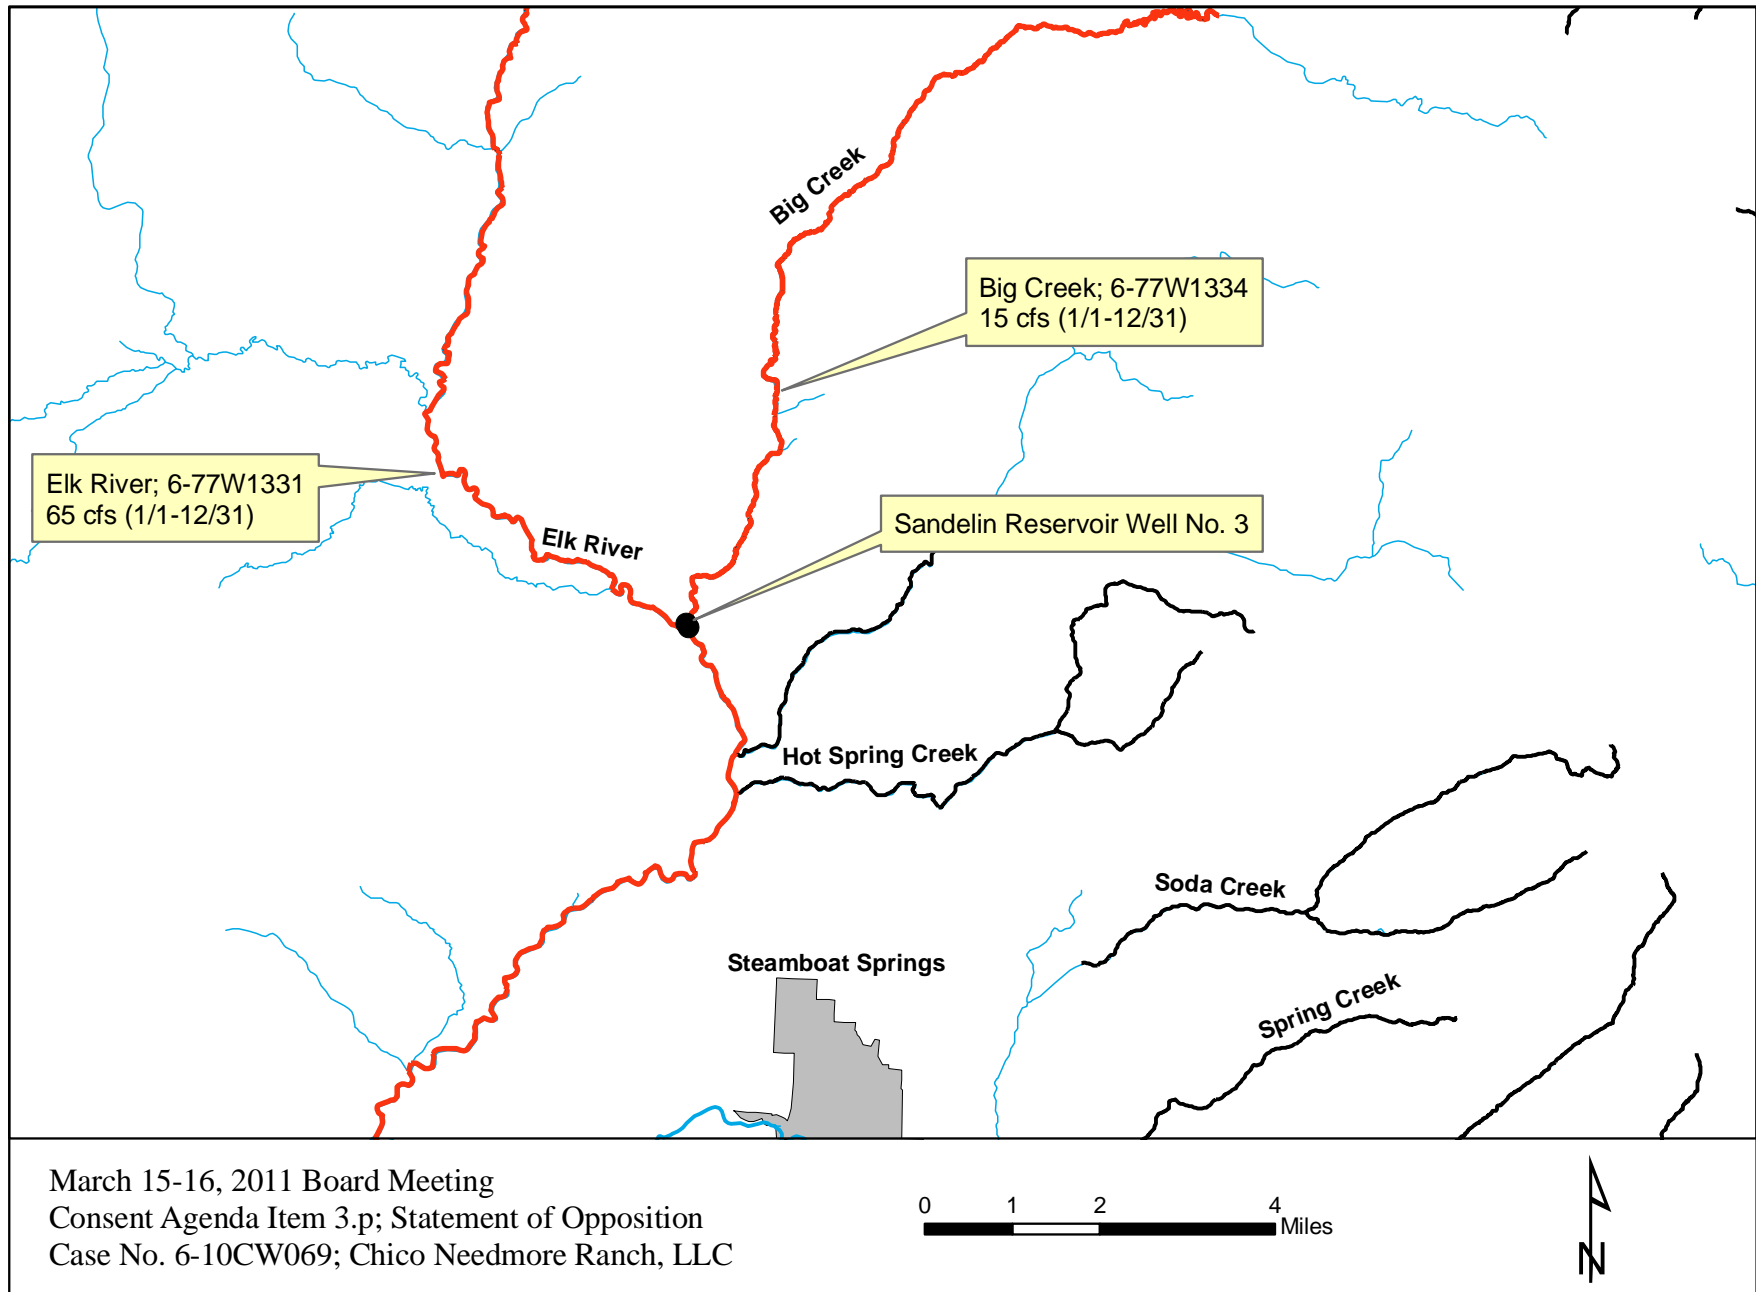 Big Creek
Big Creek; 6-77W1334
15 cfs (1/1-12/31)
Elk River; 6-77W1331
65 cfs (1/1-12/31)
Sandelin Reservoir Well No. 3
Elk River
Hot Spring Creek
Soda Creek
Steamboat Springs
Spring Creek
March 15-16, 2011 Board Meeting
Consent Agenda Item 3.p; Statement of Opposition
Case No. 6-10CW069; Chico Needmore Ranch, LLC
0 1 2 4
Miles
N